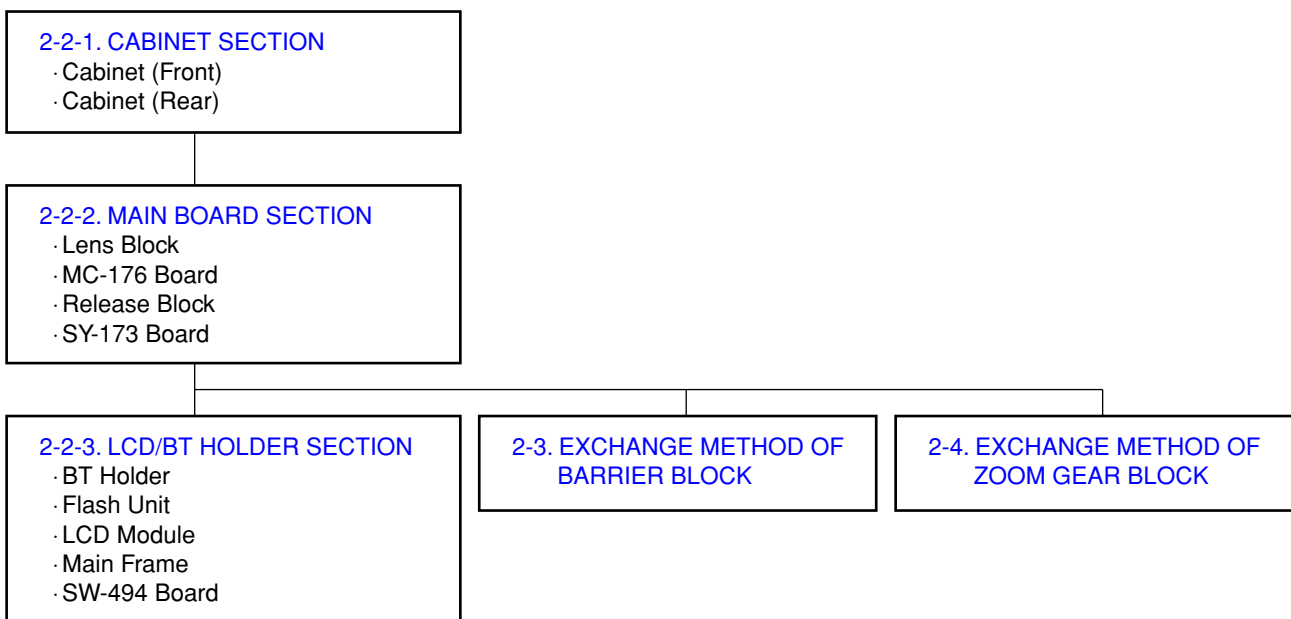 2-2-1. CABINET SECTION
· Cabinet (Front)
· Cabinet (Rear)
2-2-2. MAIN BOARD SECTION
· Lens Block
· MC-176 Board
· Release Block
· SY-173 Board
2-2-3. LCD/BT HOLDER SECTION
· BT Holder
· Flash Unit
· LCD Module
· Main Frame
· SW-494 Board
2-3. EXCHANGE METHOD OF
BARRIER BLOCK
2-4. EXCHANGE METHOD OF
ZOOM GEAR BLOCK